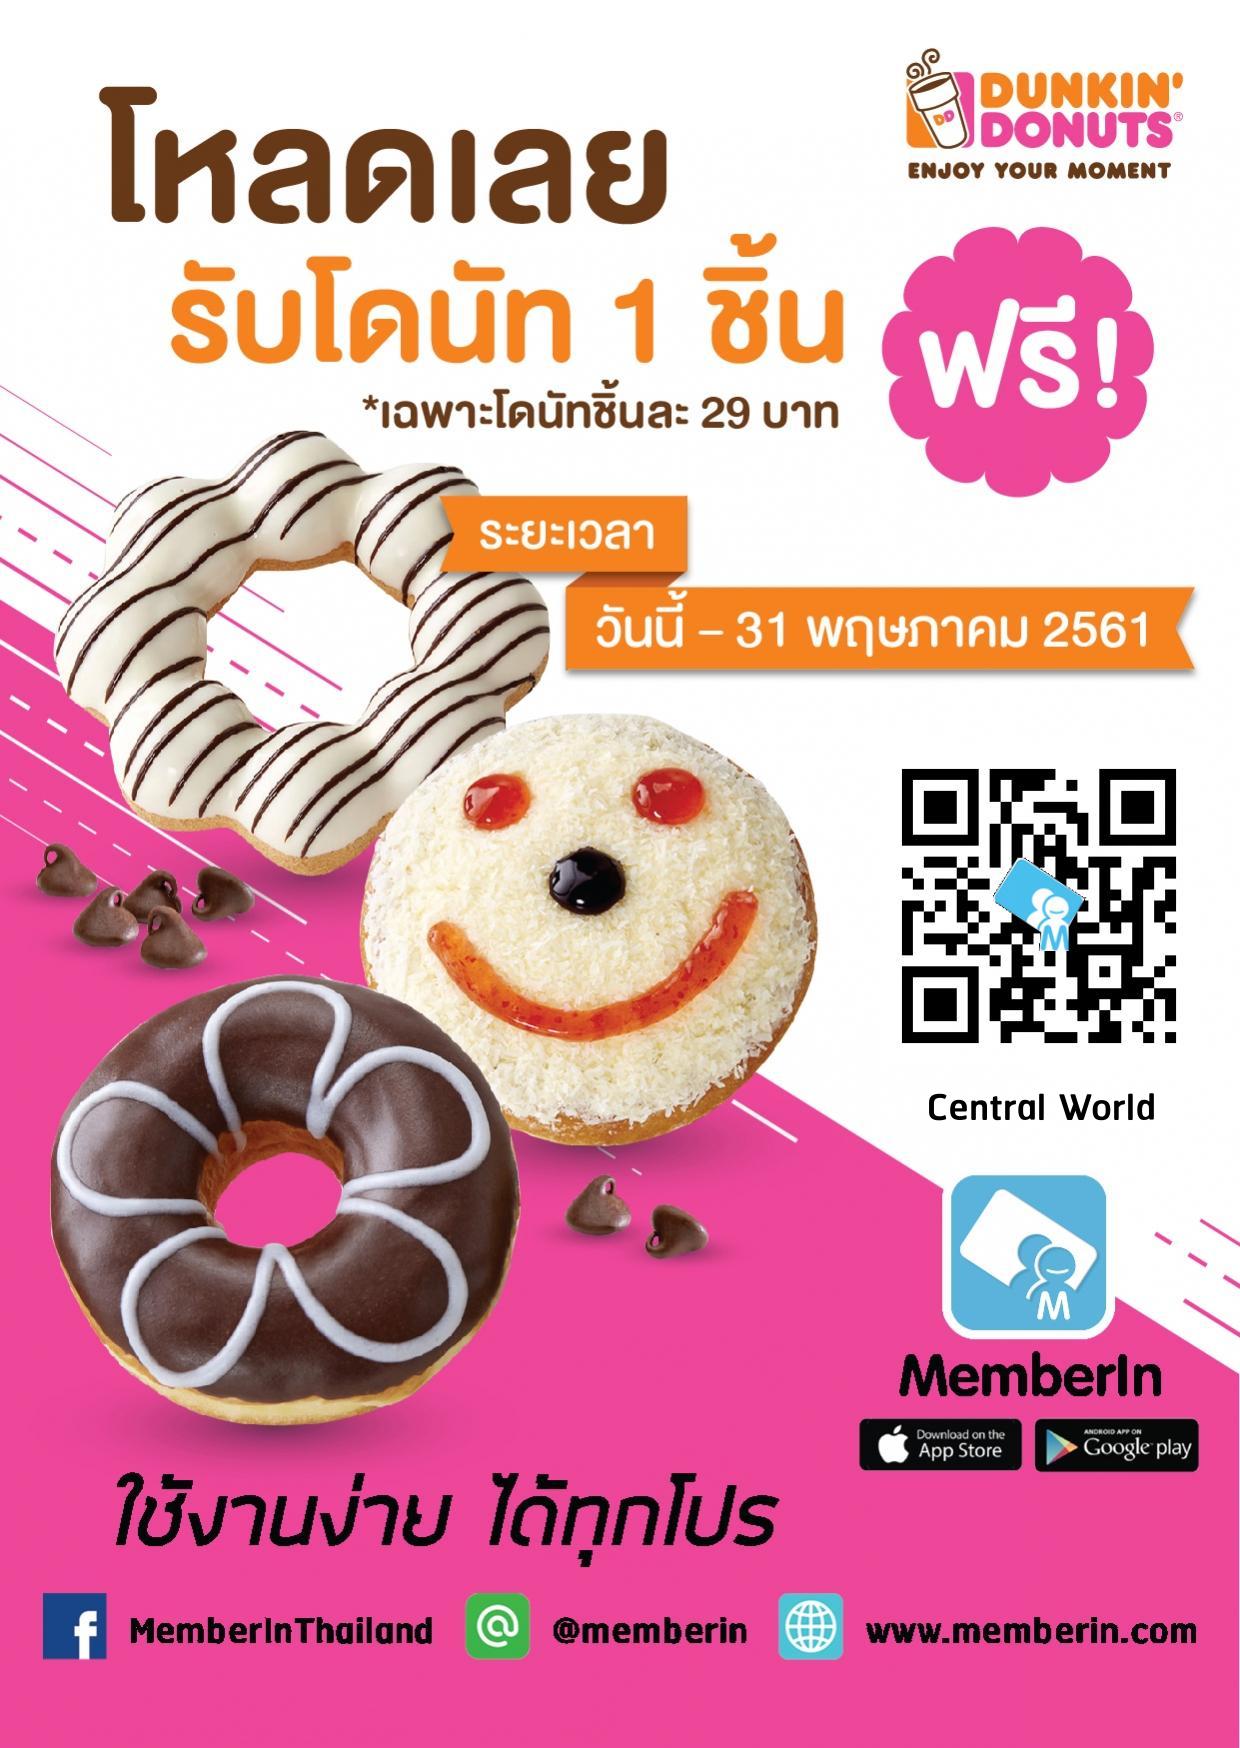 DUNKIN'
DONUTS®
ENJOY YOUR MOMENT
DD
โหลดเลย
รับโดนัท 1 ชิ้น
ฟรี!
*เฉพาะโดนัทชิ้นละ 29 บาท
ระยะเวลา
วันนี้ – 31 พฤษภาคม 2561
M
Central World
M
MemberIn
Download on the
App Store
ANDROID APP ON
Google play
ใช้งานง่าย ได้ทุกโปร
f MemberInThailand @ @memberin www.memberin.com